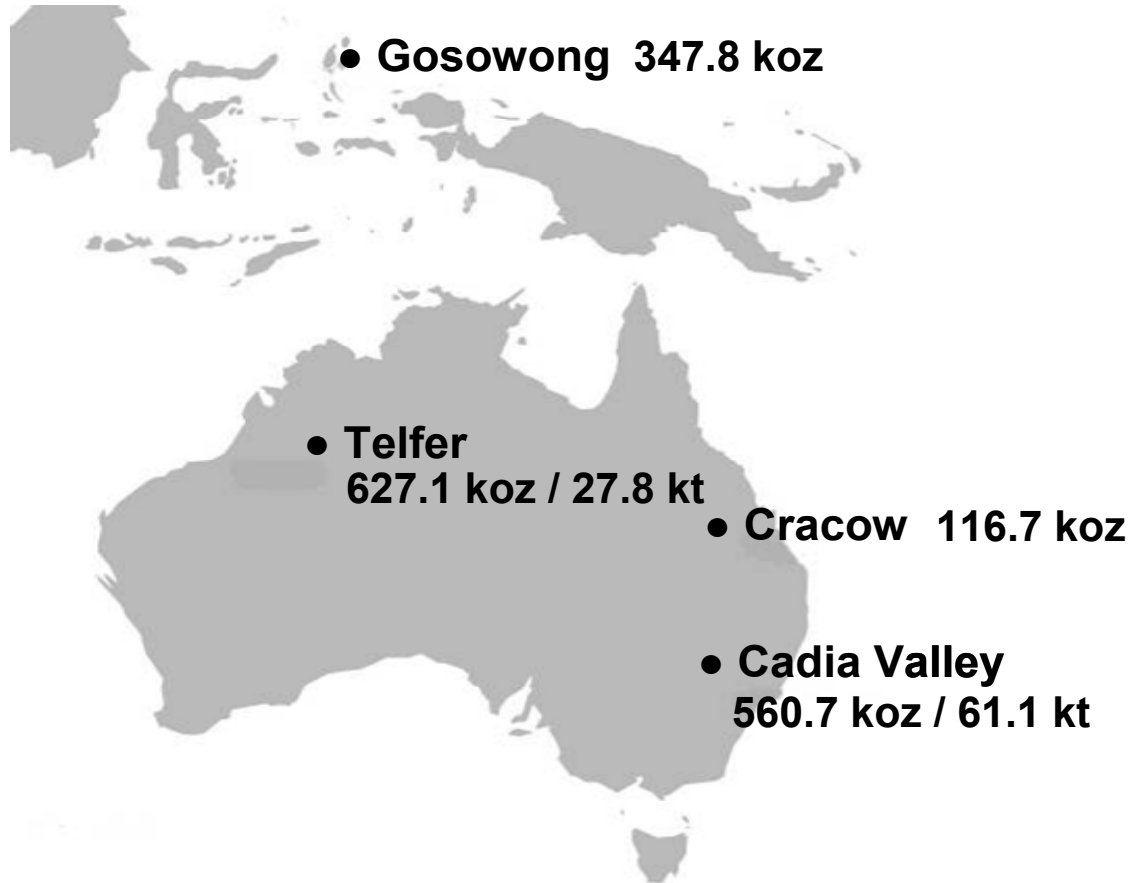 Gosowong 347.8 koz
Telfer
627.1 koz / 27.8 kt
Cracow 116.7 koz
Cadia Valley
560.7 koz / 61.1 kt